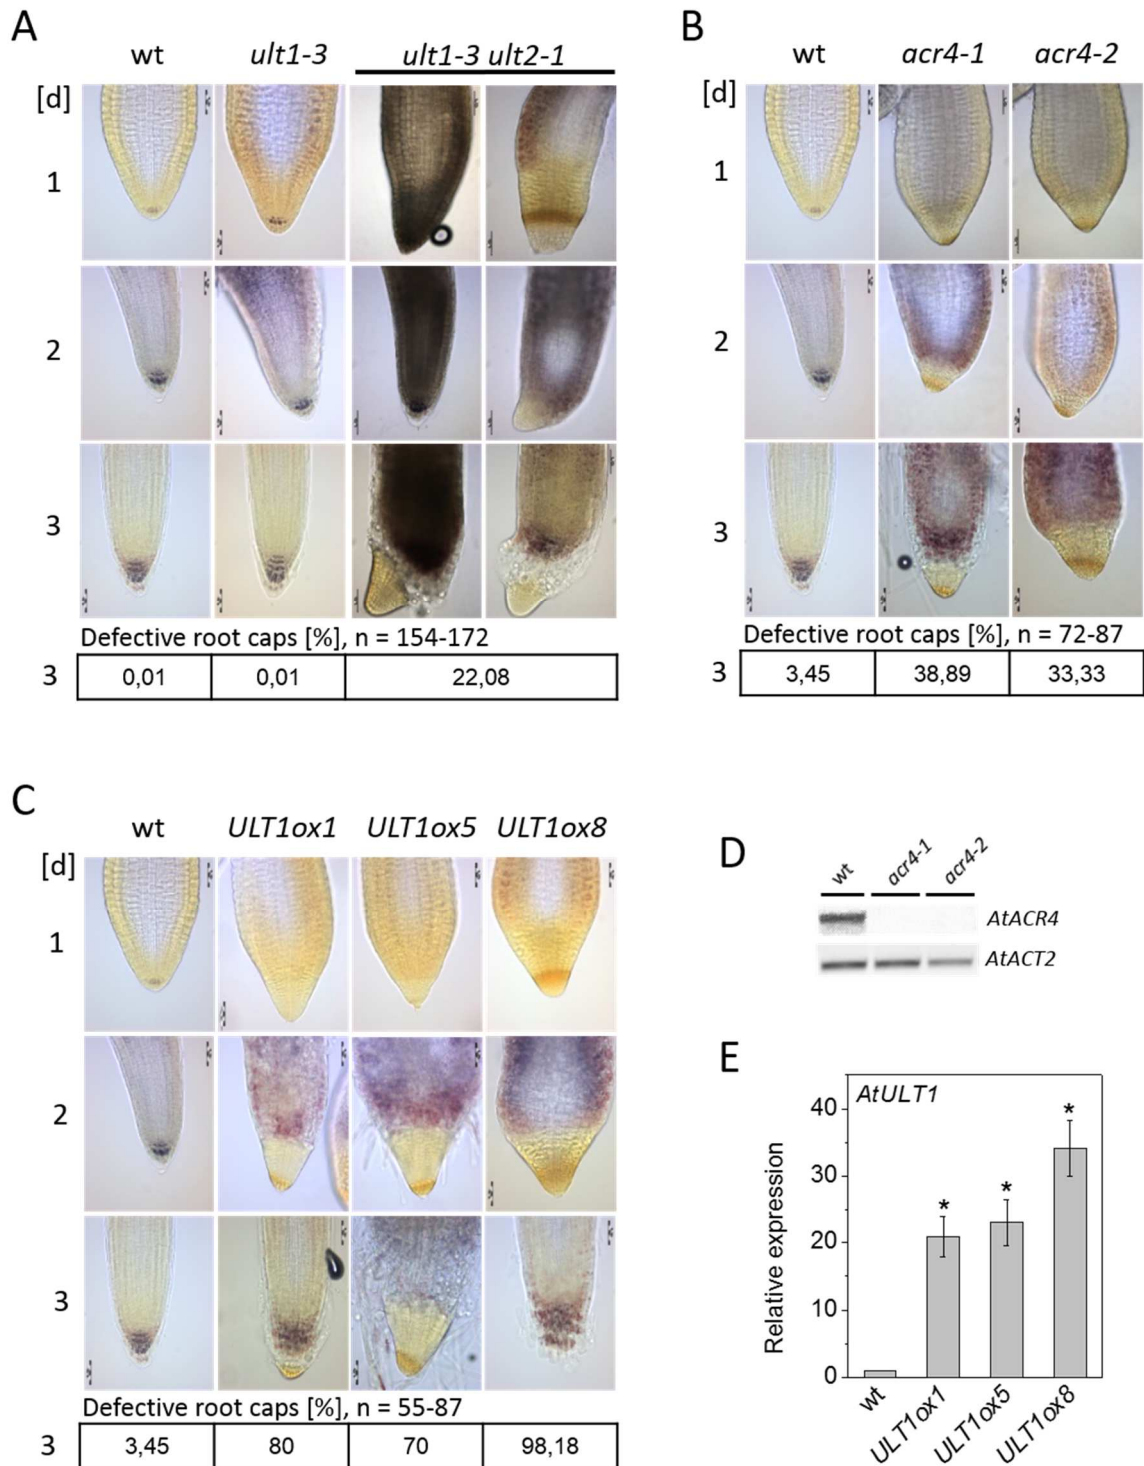 A
wt ult1-3 ult1-3 ult2-1
[d]
1
2
3
Defective root caps [%], n = 154-172
3 0,01 0,01 22,08
B
wt acr4-1 acr4-2
[d]
1
2
3
Defective root caps [%], n = 72-87
3 3,45 38,89 33,33
C
wt ULT1ox1 ULT1ox5 ULT1ox8
[d]
1
2
3
Defective root caps [%], n = 55-87
3 3,45 80 70 98,18
D
wt acr4-1 acr4-2
AtACR4
AtACT2
E
AtULT1
Relative expression
40
30
20
10
0
* * *
wt ULT1ox1 ULT1ox5 ULT1ox8